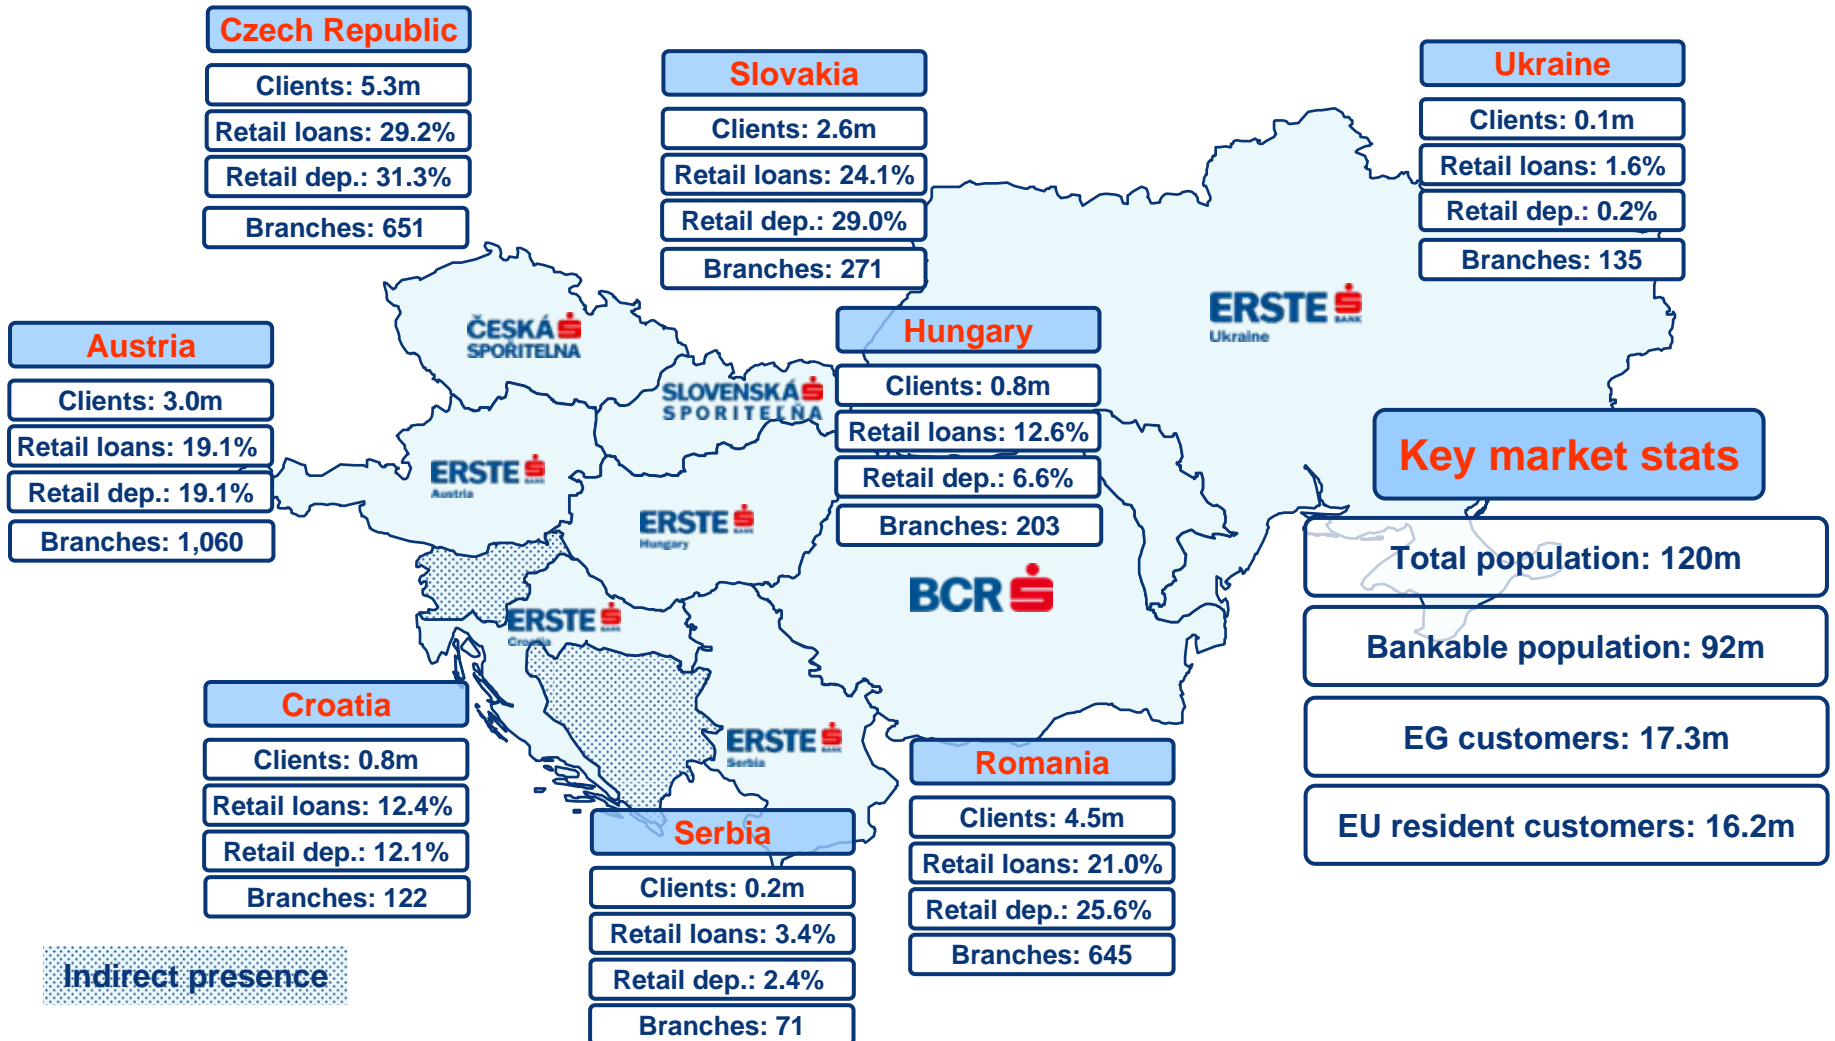 Czech Republic
Clients: 5.3m
Retail loans: 29.2%
Retail dep.: 31.3%
Branches: 651
Slovakia
Clients: 2.6m
Retail loans: 24.1%
Retail dep.: 29.0%
Branches: 271
Ukraine
Clients: 0.1m
Retail loans: 1.6%
Retail dep.: 0.2%
Branches: 135
ČESKÁ
SPOŘITELNA
ERSTE
BANK
Ukraine
Austria
Clients: 3.0m
Retail loans: 19.1%
Retail dep.: 19.1%
Branches: 1,060
SLOVENSKÁ
SPORITEĽŇA
Hungary
Clients: 0.8m
Retail loans: 12.6%
Retail dep.: 6.6%
Branches: 203
ERSTE
BANK
Austria
ERSTE
BANK
Hungary
BCR
Key market stats
Total population: 120m
Bankable population: 92m
EG customers: 17.3m
EU resident customers: 16.2m
ERSTE
BANK
Croatia
Croatia
Clients: 0.8m
Retail loans: 12.4%
Retail dep.: 12.1%
Branches: 122
ERSTE
BANK
Serbia
Serbia
Clients: 0.2m
Retail loans: 3.4%
Retail dep.: 2.4%
Branches: 71
Romania
Clients: 4.5m
Retail loans: 21.0%
Retail dep.: 25.6%
Branches: 645
Indirect presence